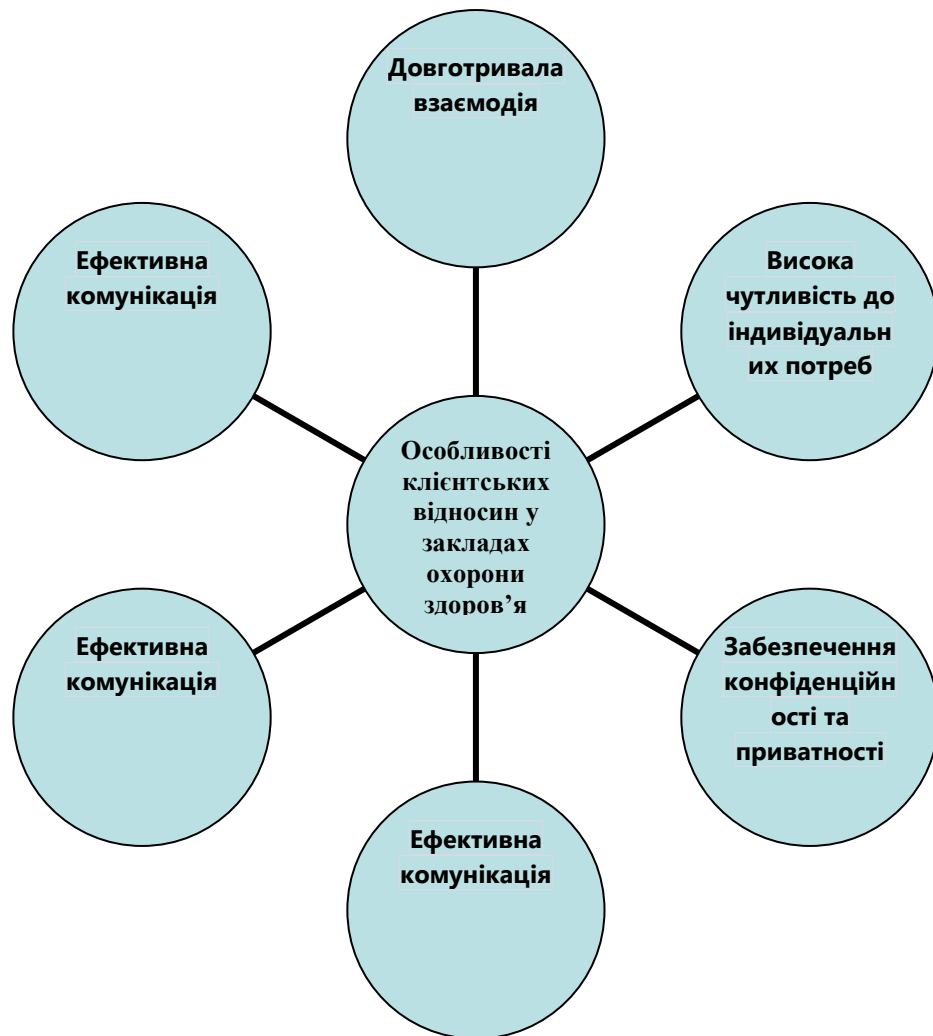 Довготривала
взаємодія
Ефективна
комунікація
Висока
чутливість до
індивідуальн
их потреб
Особливості
клієнтських
відносин у
закладах
охорони
здоров’я
Ефективна
комунікація
Забезпечення
конфіденційн
ості та
приватності
Ефективна
комунікація